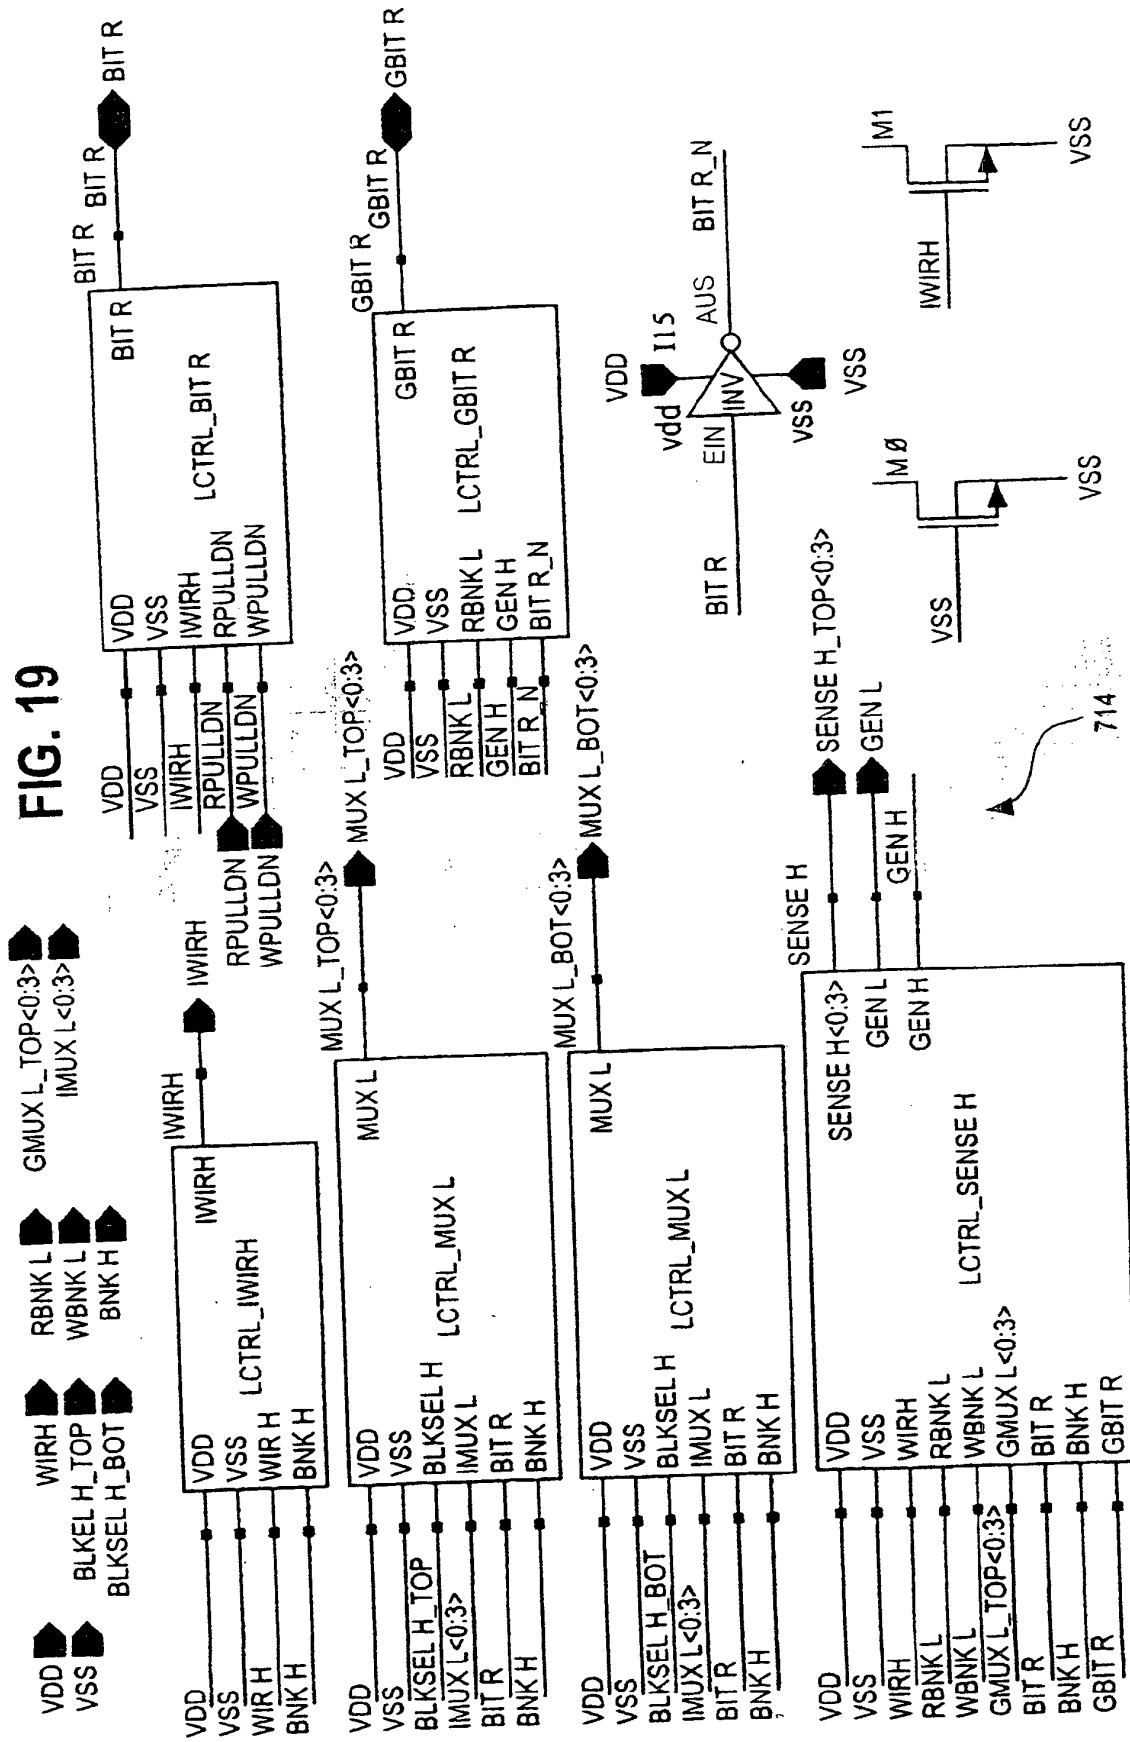 FIG. 19
VDD
VSS
WIRH
BLKEL H_TOP
BLKSEL H_BOT
RBNK L
WBNK L
BNK H
GMUX L_TOP<0:3>
IMUX L<0:3>
VDD
VSS
WIR H
BNK H
VDD
VSS
WIR H
BNK H
LCTRL_IWIRH
IWIRH
IWIRH
IWIRH
VDD
VSS
IWIRH
RPULLDN
WPULLDN
RPULLDN
WPULLDN
VDD
VSS
IWIRH
RPULLDN
WPULLDN
LCTRL_BIT R
BIT R
BIT R
BIT R
BIT R
VDD
VSS
BLKSEL H_TOP
IMUX L<0:3>
BIT R
BNK H
VDD
VSS
BLKSEL H
IMUX L
BIT R
BNK H
LCTRL_MUX L
MUX L
MUX L_TOP<0:3>
MUX L_TOP<0:3>
VDD
VSS
RBNK L
GEN H
BIT R_N
VDD
VSS
RBNK L
GEN H
BIT R_N
LCTRL_GBIT R
GBIT R
GBIT R
GBIT R
GBIT R
VDD
VSS
BLKSEL H_BOT
IMUX L<0:3>
BIT R
BNK H
VDD
VSS
BLKSEL H
IMUX L
BIT R
BNK H
LCTRL_MUX L
MUX L
MUX L_BOT<0:3>
MUX L_BOT<0:3>
BIT R
EIN
VDD
vdd
I15
INV
AUS
BIT R_N
VSS
VSS
VDD
VSS
WIRH
RBNK L
WBNK L
GMUX L_TOP<0:3>
BIT R
BNK H
GBIT R
VDD
VSS
WIRH
RBNK L
WBNK L
GMUX L<0:3>
BIT R
BNK H
GBIT R
LCTRL_SENSE H
SENSE H<0:3>
GEN L
GEN H
SENSE H
SENSE H_TOP<0:3>
GEN L
GEN H
VSS
MØ
VSS
IWIRH
M1
VSS
714